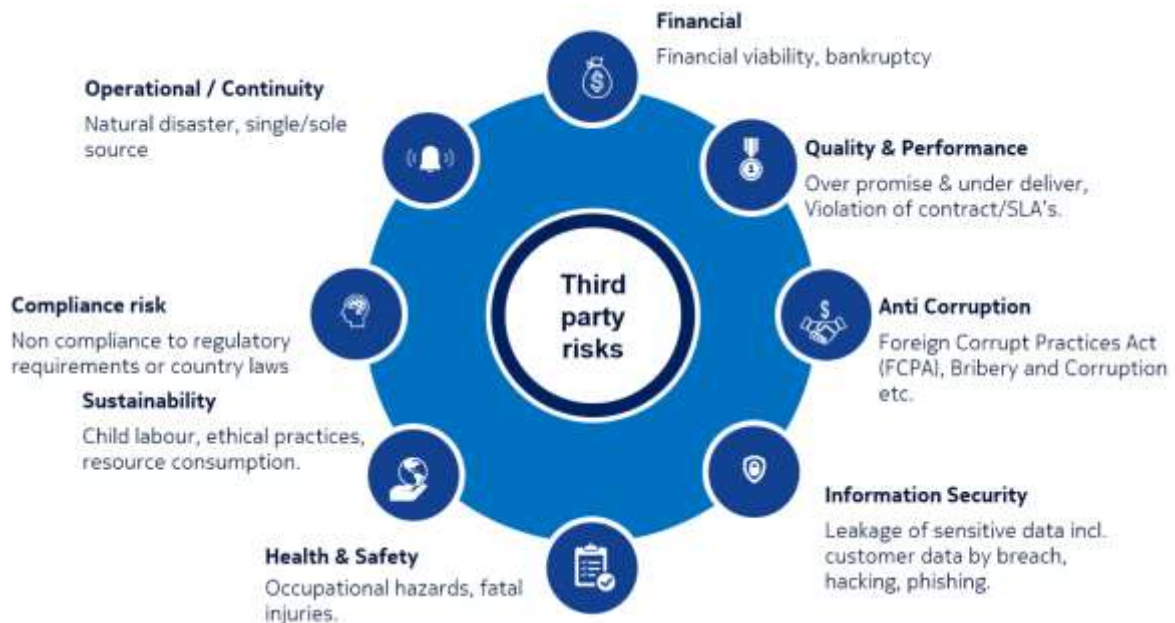 Financial
Financial viability, bankruptcy
Quality & Performance
Over promise & under deliver,
Violation of contract/SLA's.
Anti Corruption
Foreign Corrupt Practices Act
(FCPA), Bribery and Corruption
etc.
Information Security
Leakage of sensitive data incl.
customer data by breach,
hacking, phishing.
Health & Safety
Occupational hazards, fatal
injuries.
Sustainability
Child labour, ethical practices,
resource consumption.
Compliance risk
Non compliance to regulatory
requirements or country laws
Operational / Continuity
Natural disaster, single/sole
source
Third
party
risks
$
1
$